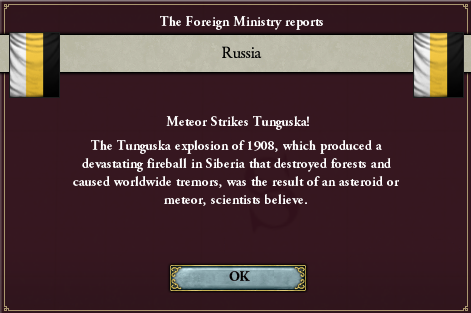 The Foreign Ministry reports
Russia
Meteor Strikes Tunguska!
The Tunguska explosion of 1908, which produced a
devastating fireball in Siberia that destroyed forests and
caused worldwide tremors, was the result of an asteroid or
meteor, scientists believe.
OK